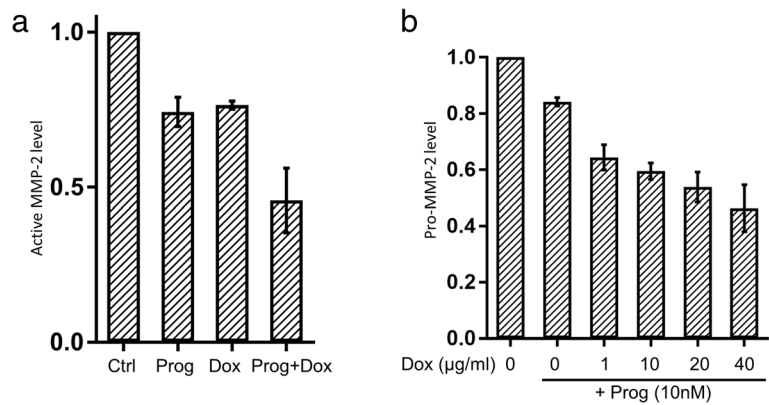 a
Active MMP-2 level
1.0
0.5
0.0
Ctrl Prog Dox Prog+Dox
b
Pro-MMP-2 level
1.0
0.8
0.6
0.4
0.2
0.0
Dox (µg/ml) 0 0 1 10 20 40
+ Prog (10nM)